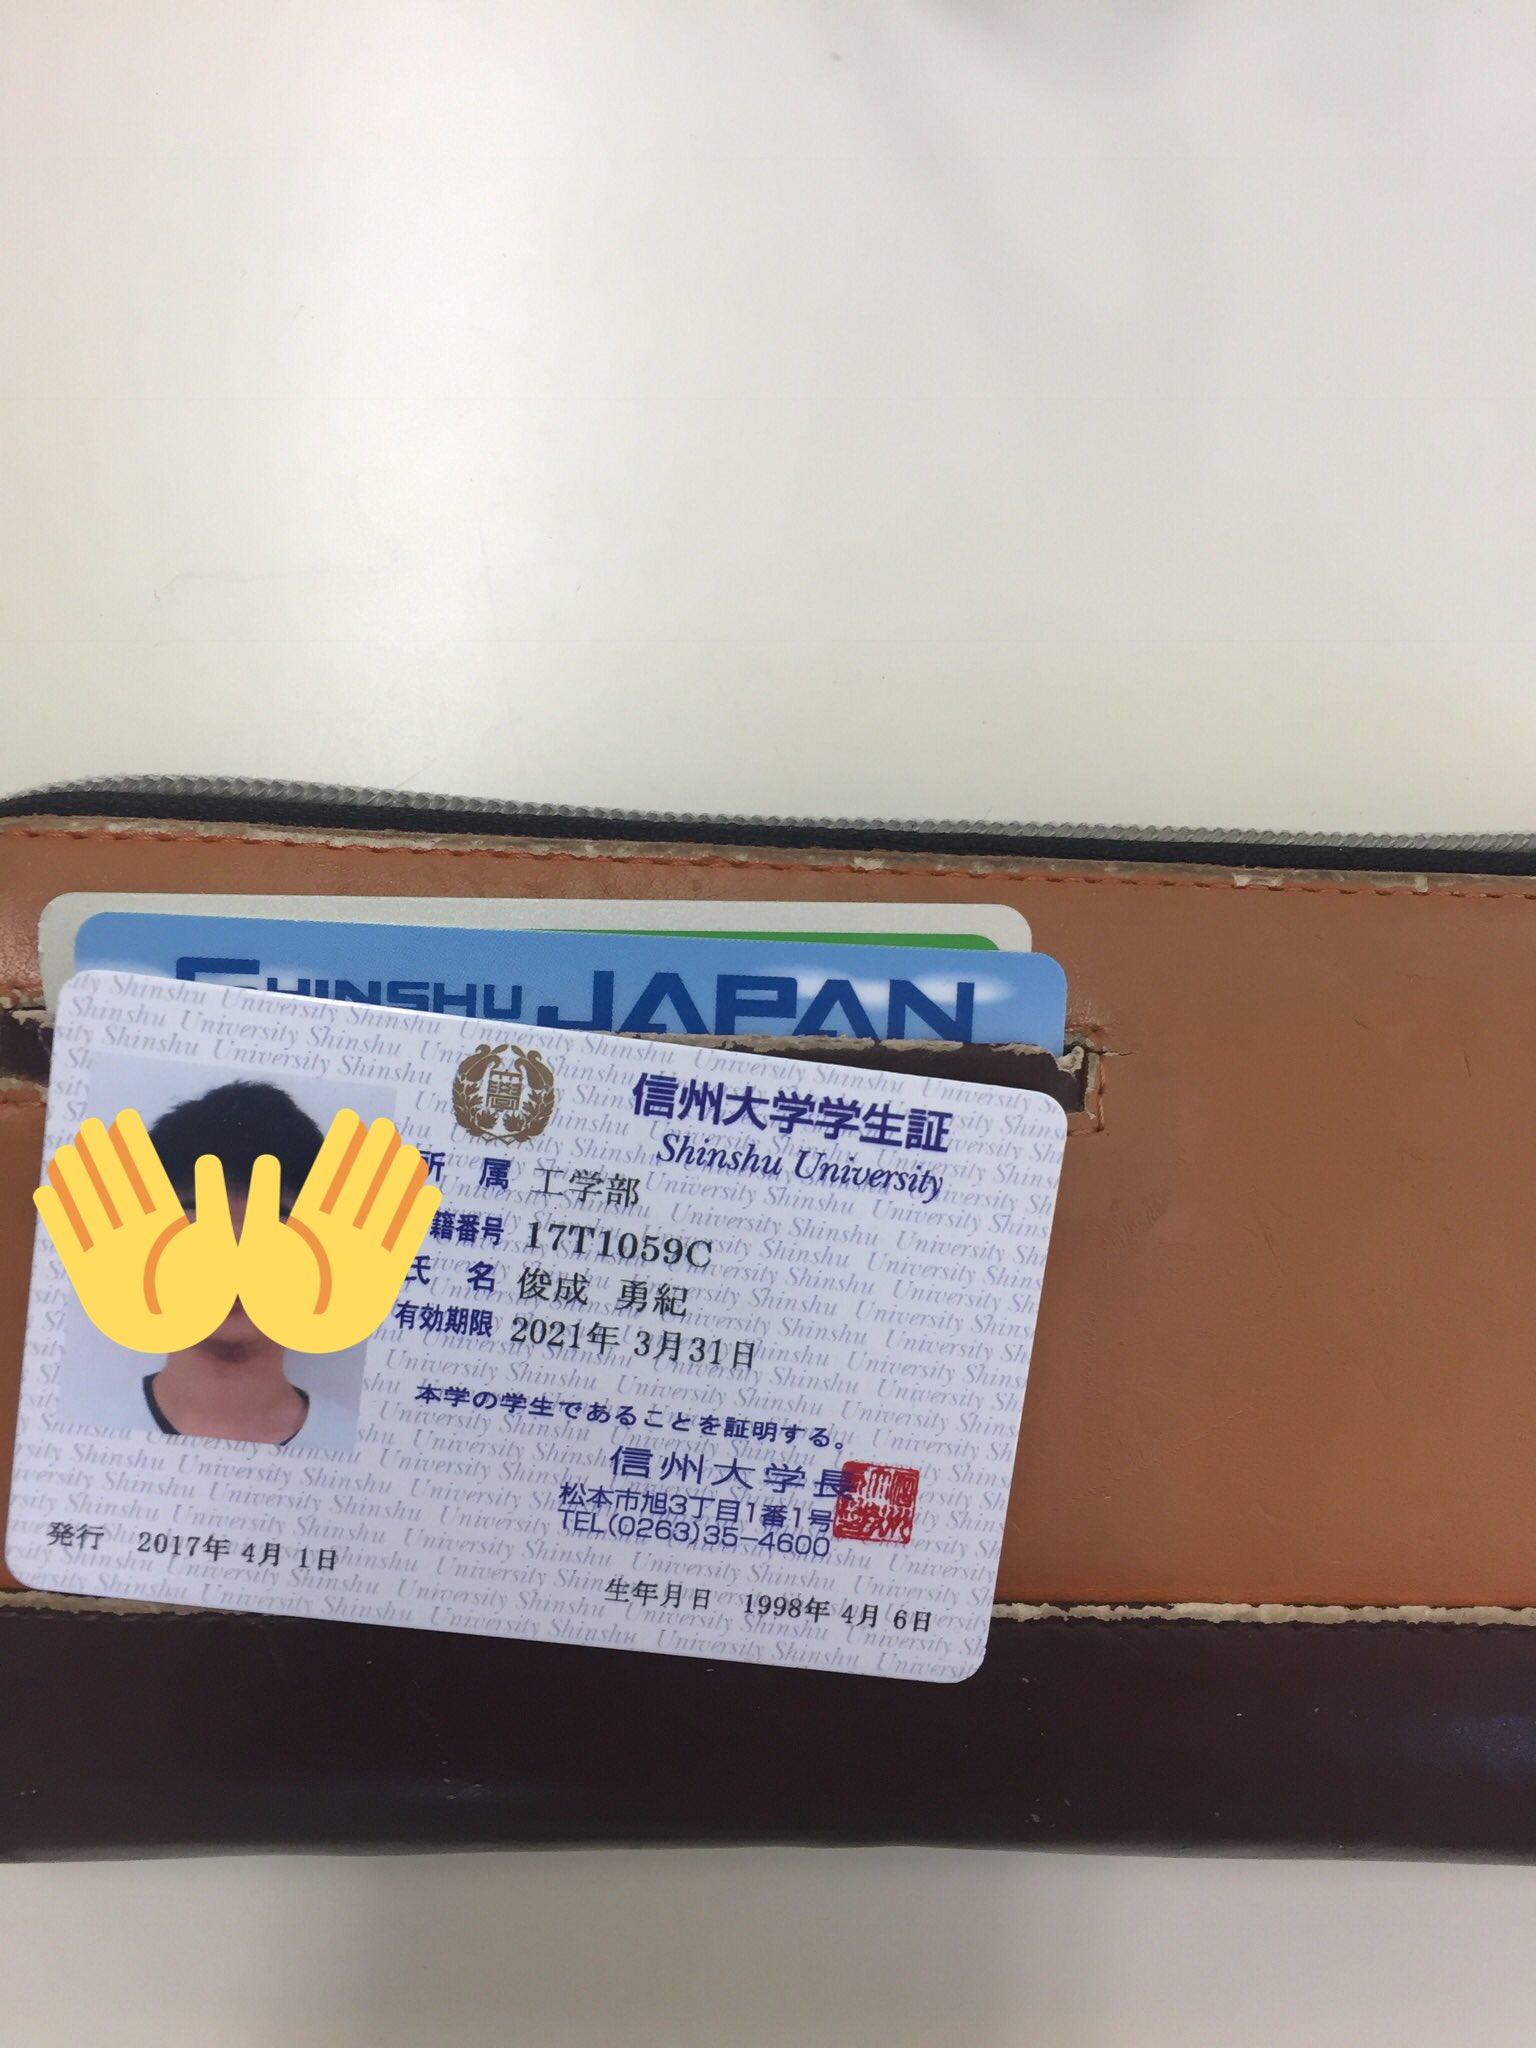 SHINSHU JAPAN
信州大学学生証
Shinshu University
所 属 工学部
籍番号 17T1059C
氏 名 俊成 勇紀
有効期限 2021年 3月31日
本学の学生であることを証明する。
信州大学長
松本市旭3丁目1番1号
TEL(0263)35-4600
発行 2017年 4月 1日
生年月日 1998年 4月 6日